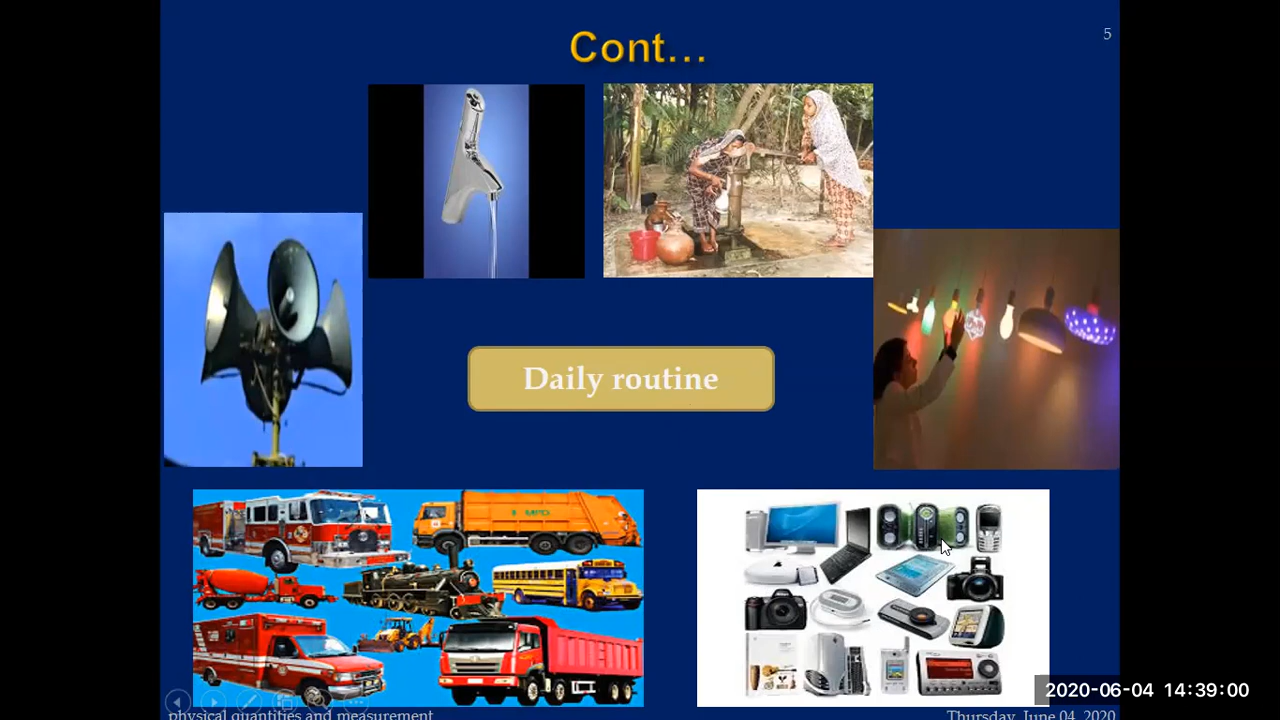 Cont...
5
Daily routine
physical quantities and measurement
Thursday, June 04, 2020
2020-06-04 14:39:00